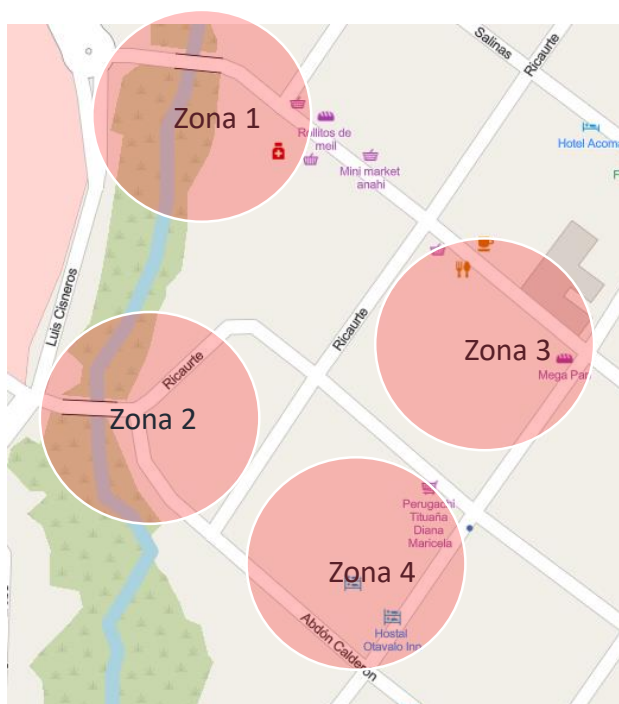 Salinas
Ricaurte
Zona 1
Rollitos de
meil
Hotel Acoma
Mini market
anahi
F
Luis Cisneros
Ricaurte
Zona 3
Mega Pan
Ricaurte
Zona 2
Perugachi
Tituaña
Diana
Maricela
Zona 4
Hostal
Otavalo Inn
Abdón Calderón